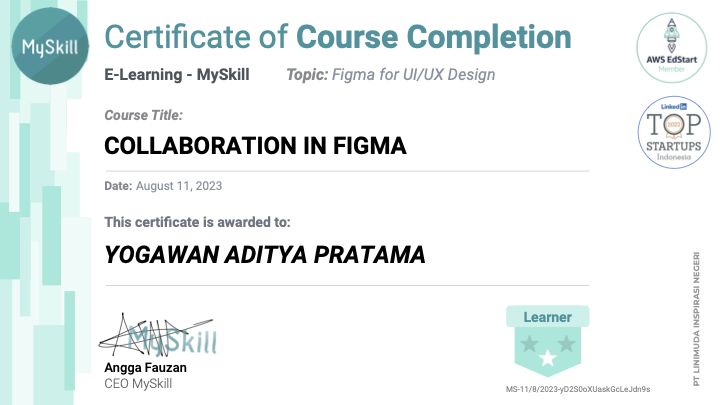 MySkill
Certificate of Course Completion
E-Learning - MySkill Topic: Figma for UI/UX Design
AWS EdStart
Member
LinkedIn
TOP
2022
STARTUPS
Indonesia
Course Title:
COLLABORATION IN FIGMA
Date: August 11, 2023
This certificate is awarded to:
YOGAWAN ADITYA PRATAMA
MySkill
Angga Fauzan
CEO MySkill
Learner
MS-11/8/2023-yD2S0oXUaskGcLeJdn9s
PT LINIMUDA INSPIRASI NEGERI